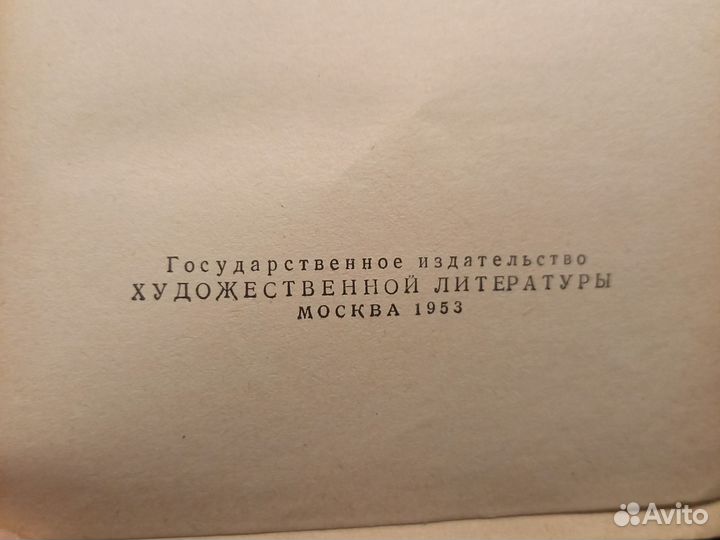 Государственное издательство
ХУДОЖЕСТВЕННОЙ ЛИТЕРАТУРЫ
МОСКВА 1953
Avito